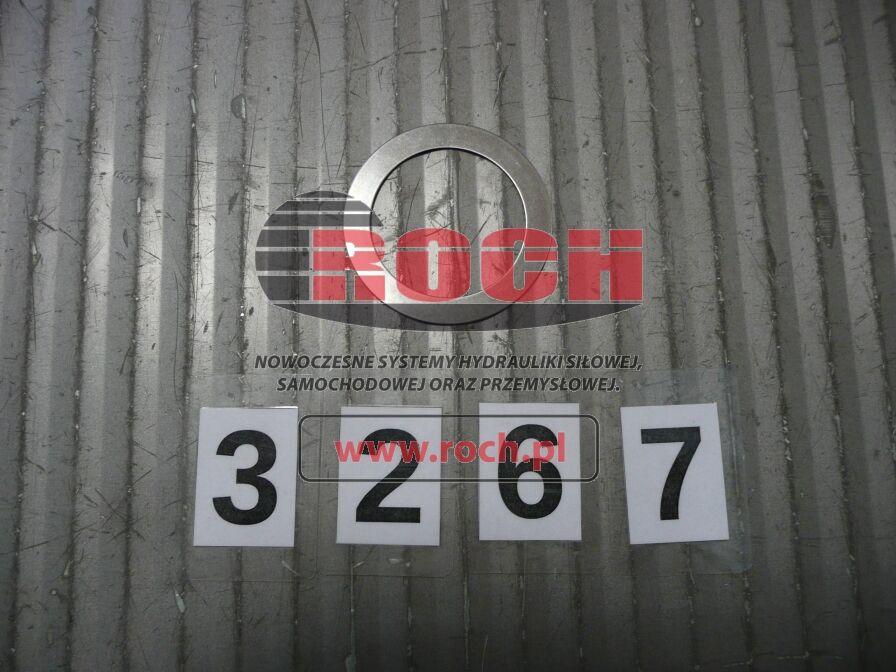 ROCH
NOWOCZESNE SYSTEMY HYDRAULIKI SIŁOWEJ,
SAMOCHODOWEJ ORAZ PRZEMYSŁOWEJ.
www.roch.pl
3 2 6 7